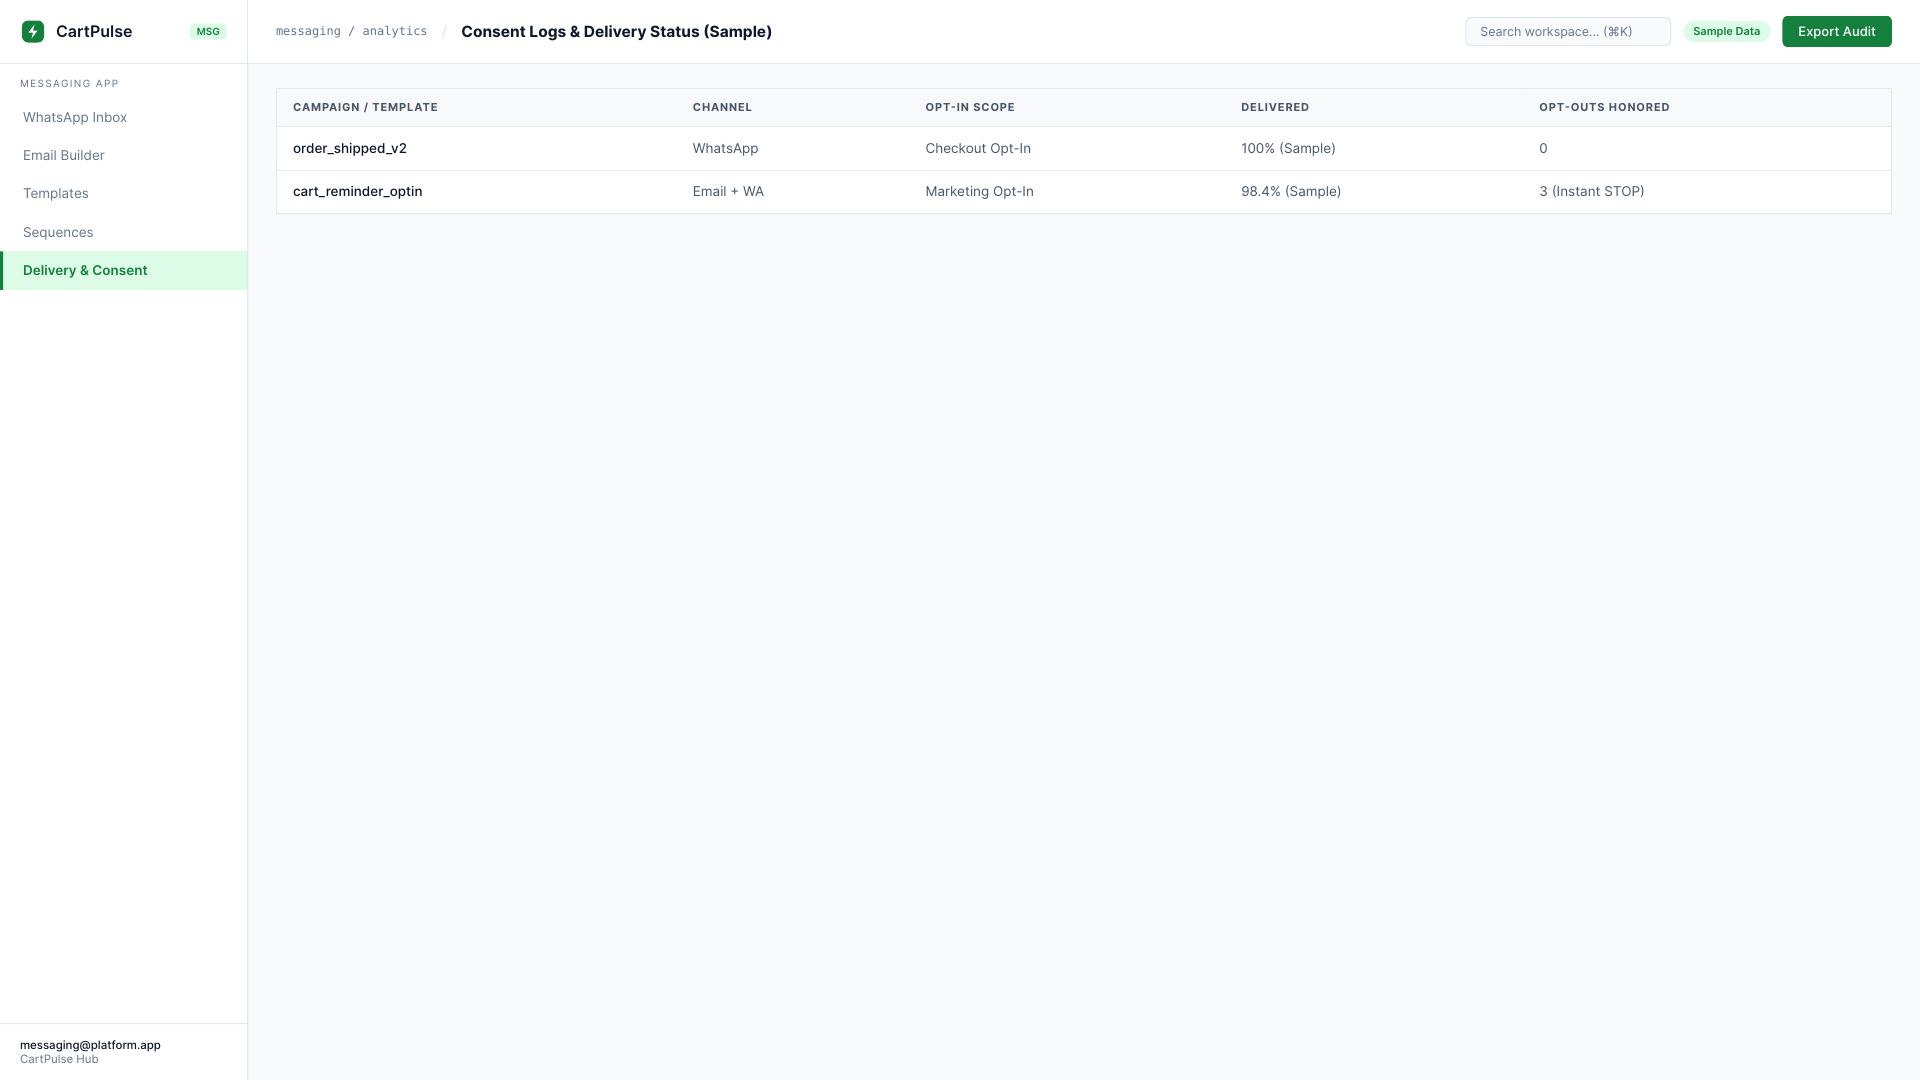 CartPulse
MSG
MESSAGING APP
WhatsApp Inbox
Email Builder
Templates
Sequences
Delivery & Consent
messaging@platform.app
CartPulse Hub
messaging / analytics / Consent Logs & Delivery Status (Sample)
Search workspace... (⌘K)
Sample Data
Export Audit
CAMPAIGN / TEMPLATE CHANNEL OPT-IN SCOPE DELIVERED OPT-OUTS HONORED
order_shipped_v2 WhatsApp Checkout Opt-In 100% (Sample) 0
cart_reminder_optin Email + WA Marketing Opt-In 98.4% (Sample) 3 (Instant STOP)